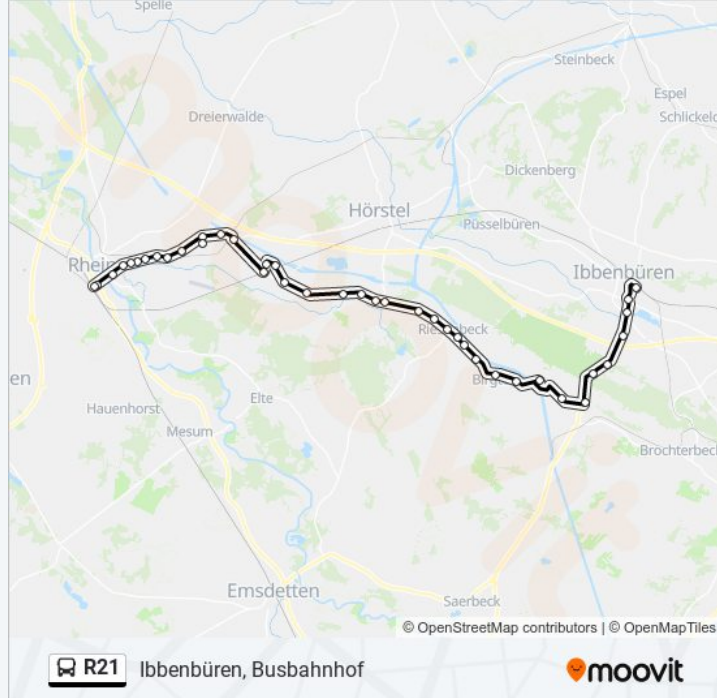 Spelle
Steinbeck
Espel
Schlickeld
Dreierwalde
Dickenberg
Hörstel
Püsselbüren
Rhein
Ibbenbüren
Riesenbeck
en
Birgte
Elte
Hauenhorst
Mesum
Brochterbeck
Emsdetten
Saerbeck
© OpenStreetMap contributors | © OpenMapTiles
R21 Ibbenbüren, Busbahnhof
moovit